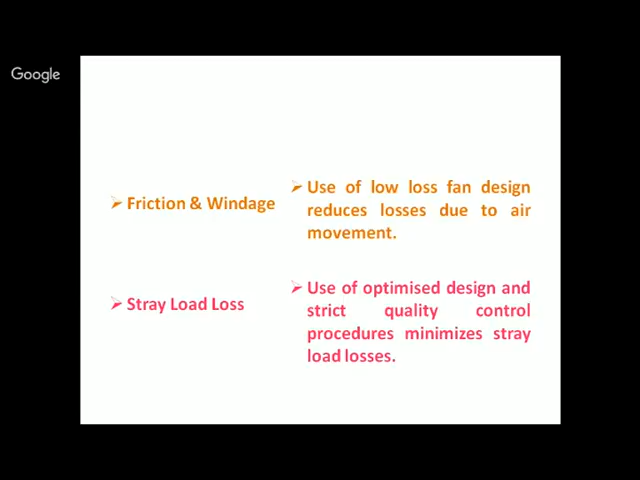 Google
➢ Friction & Windage
➢ Use of low loss fan design
reduces losses due to air
movement.
➢ Stray Load Loss
➢ Use of optimised design and
strict quality control
procedures minimizes stray
load losses.